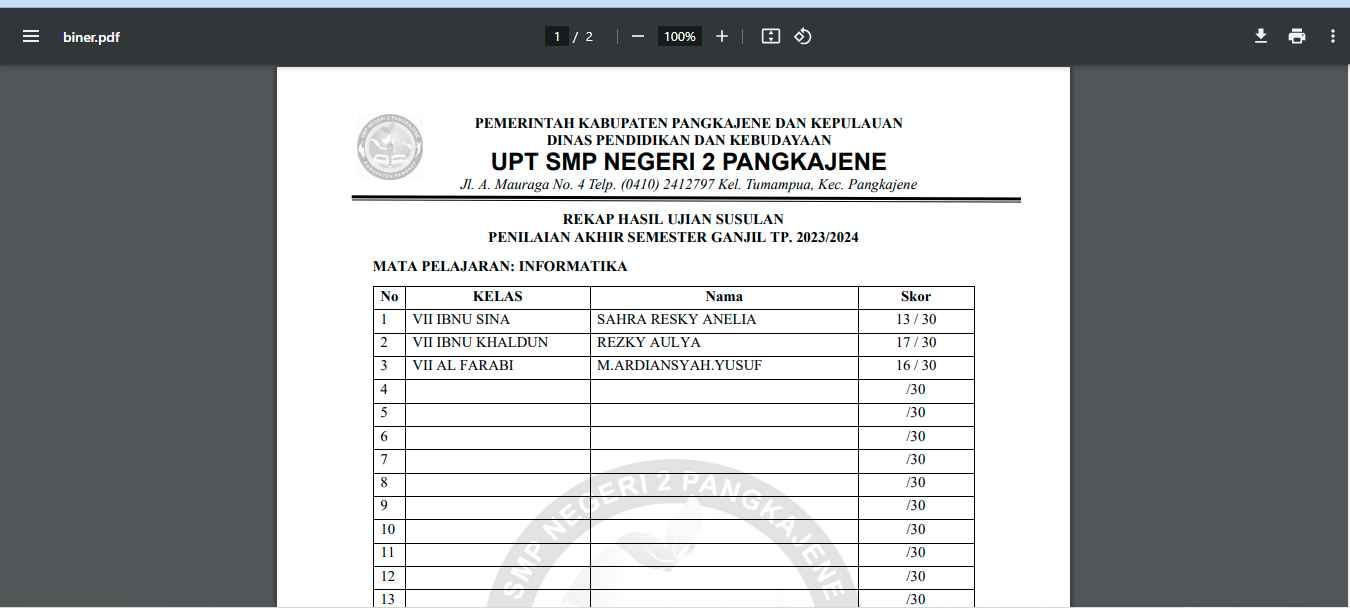 biner.pdf
1 / 2
100%
PEMERINTAH KABUPATEN PANGKAJENE DAN KEPULAUAN
DINAS PENDIDIKAN DAN KEBUDAYAAN
UPT SMP NEGERI 2 PANGKAJENE
Jl. A. Mauraga No. 4 Telp. (0410) 2412797 Kel. Tumampua, Kec. Pangkajene
REKAP HASIL UJIAN SUSULAN
PENILAIAN AKHIR SEMESTER GANJIL TP. 2023/2024
MATA PELAJARAN: INFORMATIKA
No KELAS Nama Skor
1 VII IBNU SINA SAHRA RESKY ANELIA 13 / 30
2 VII IBNU KHALDUN REZKY AULYA 17 / 30
3 VII AL FARABI M.ARDIANSYAH.YUSUF 16 / 30
4 /30
5 /30
6 /30
7 /30
8 /30
9 /30
10 /30
11 /30
12 /30
13 /30
SMP NEGERI 2 PANGKAJENE